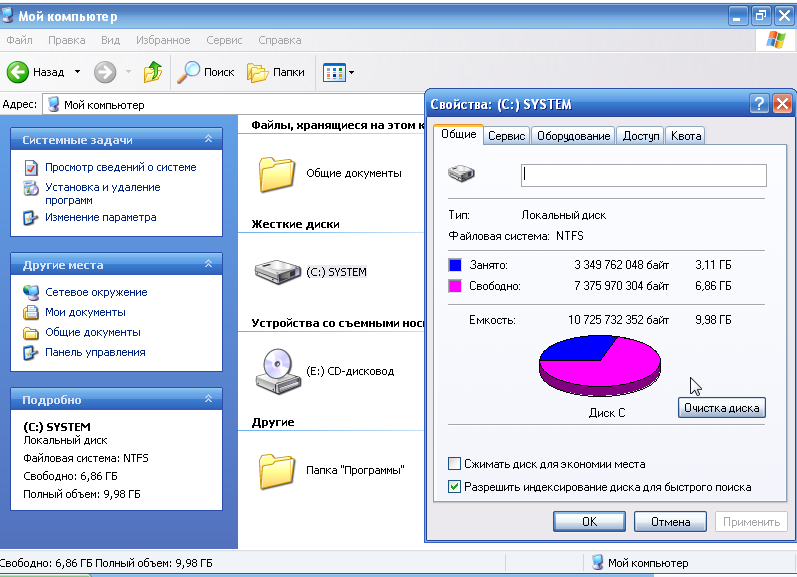 Мой компьютер
Файл Правка Вид Избранное Сервис Справка
Назад Поиск Папки
Адрес: Мой компьютер
Системные задачи
Просмотр сведений о системе
Установка и удаление
программ
Изменение параметра
Другие места
Сетевое окружение
Мои документы
Общие документы
Панель управления
Подробно
(C:) SYSTEM
Локальный диск
Файловая система: NTFS
Свободно: 6,86 ГБ
Полный объем: 9,98 ГБ
Файлы, хранящиеся на этом к
Общие документы
Жесткие диски
(C:) SYSTEM
Устройства со съемными нос
(E:) CD-дисковод
Другие
Папка "Программы"
Свойства: (C:) SYSTEM
Общие Сервис Оборудование Доступ Квота
Тип: Локальный диск
Файловая система: NTFS
Занято: 3 349 762 048 байт 3,11 ГБ
Свободно: 7 375 970 304 байт 6,86 ГБ
Емкость: 10 725 732 352 байт 9,98 ГБ
Диск C
Очистка диска
Сжимать диск для экономии места
Разрешить индексирование диска для быстрого поиска
OK Отмена Применить
Свободно: 6,86 ГБ Полный объем: 9,98 ГБ
Мой компьютер